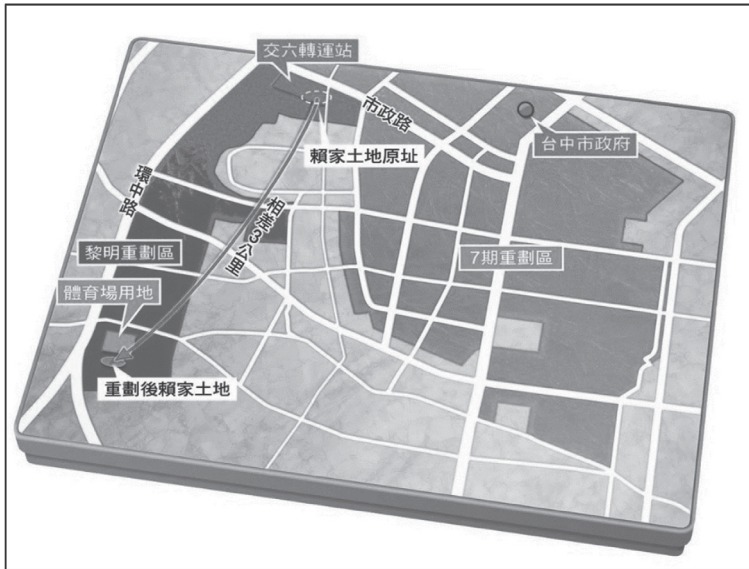 交六轉運站
市政路
台中市政府
賴家土地原址
環中路
相差3公里
黎明重劃區
7期重劃區
體育場用地
重劃後賴家土地